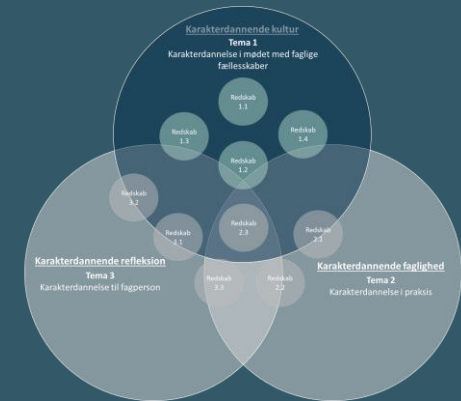 Karakterdannende kultur
Tema 1
Karakterdannelse i mødet med faglige
fællesskaber
Redskab
1.1
Redskab
1.3
Redskab
1.4
Redskab
1.2
Redskab
3.2
Redskab
3.1
Redskab
2.3
Redskab
2.1
Karakterdannende refleksion
Tema 3
Karakterdannelse til fagperson
Karakterdannende faglighed
Tema 2
Karakterdannelse i praksis
Redskab
3.3
Redskab
2.2